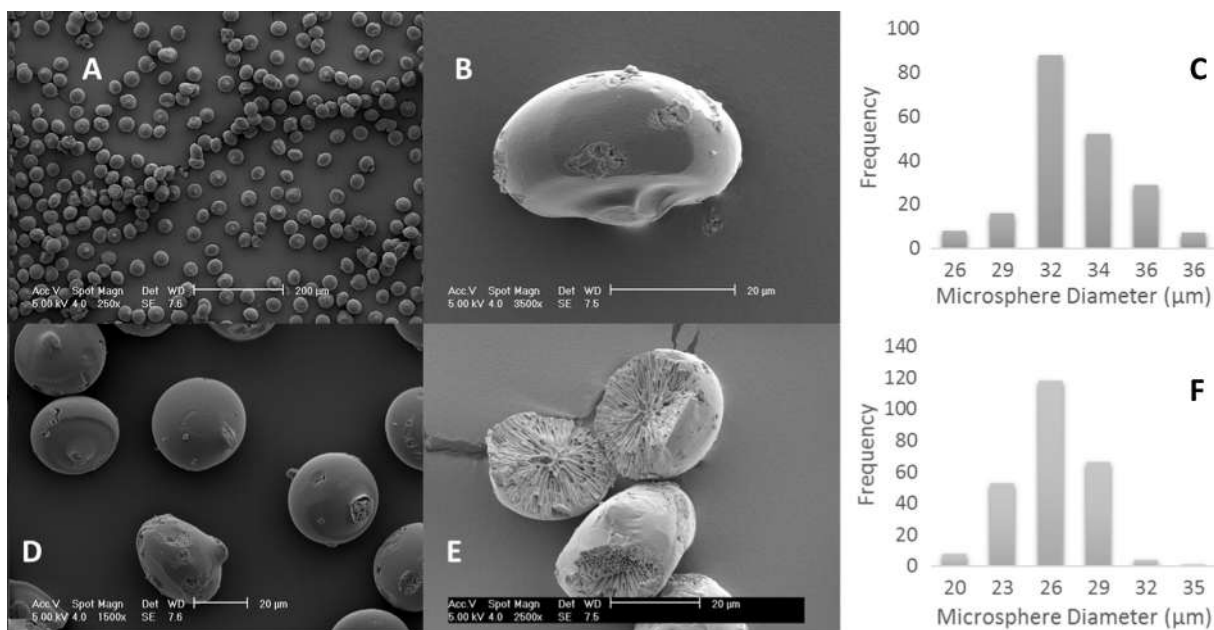 A
Acc.V Spot Magn Det WD
5.00 kV 4.0 250x SE 7.6 200 µm
B
Acc.V Spot Magn Det WD
5.00 kV 4.0 3500x SE 7.5 20 µm
C
Frequency
100
80
60
40
20
0
26 29 32 34 36 36
Microsphere Diameter (µm)
D
Acc.V Spot Magn Det WD
5.00 kV 4.0 1500x SE 7.6 20 µm
E
Acc.V Spot Magn Det WD
5.00 kV 4.0 2500x SE 7.5 20 µm
F
Frequency
140
120
100
80
60
40
20
0
20 23 26 29 32 35
Microsphere Diameter (µm)